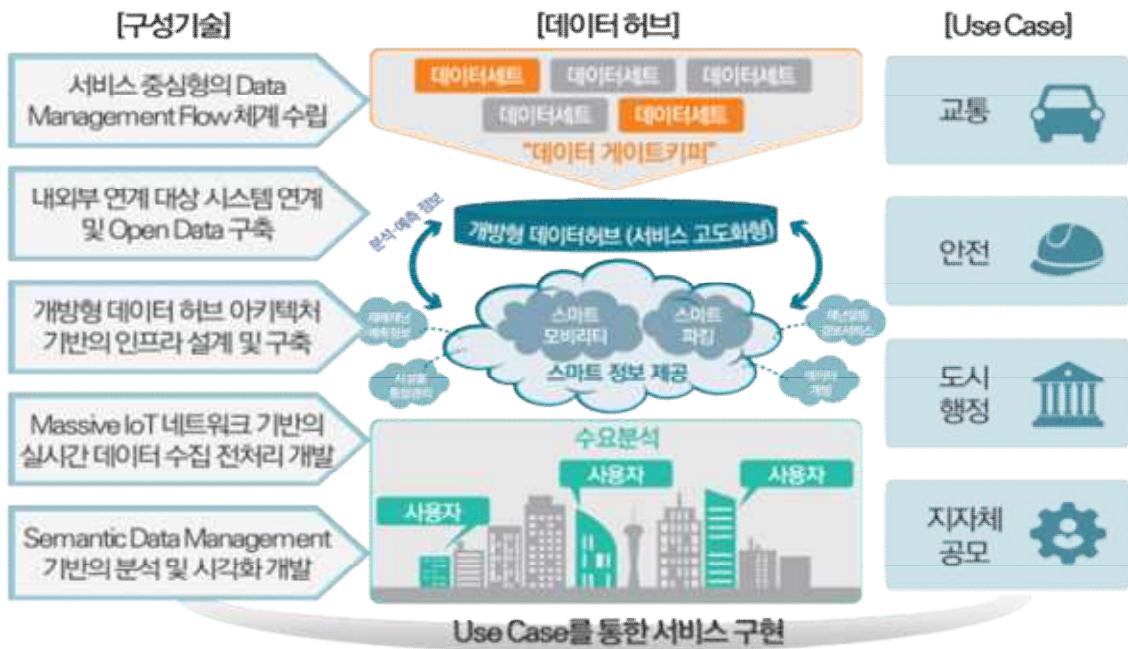 [구성기술]
서비스 중심형의 Data
Management Flow 체계 수립
내외부 연계 대상 시스템 연계
및 Open Data 구축
개방형 데이터 허브 아키텍처
기반의 인프라 설계 및 구축
Massive IoT 네트워크 기반의
실시간 데이터 수집 전처리 개발
Semantic Data Management
기반의 분석 및 시각화 개발
[데이터 허브]
데이터세트 데이터세트 데이터세트
데이터세트 데이터세트
"데이터 게이트키퍼"
분석·예측 정보
개방형 데이터허브 (서비스 고도화형)
스마트
모빌리티
스마트
파킹
스마트 정보 제공
데이터
개방
수요분석
사용자
사용자
사용자
[Use Case]
교통
안전
도시
행정
지자체
공모
Use Case를 통한 서비스 구현